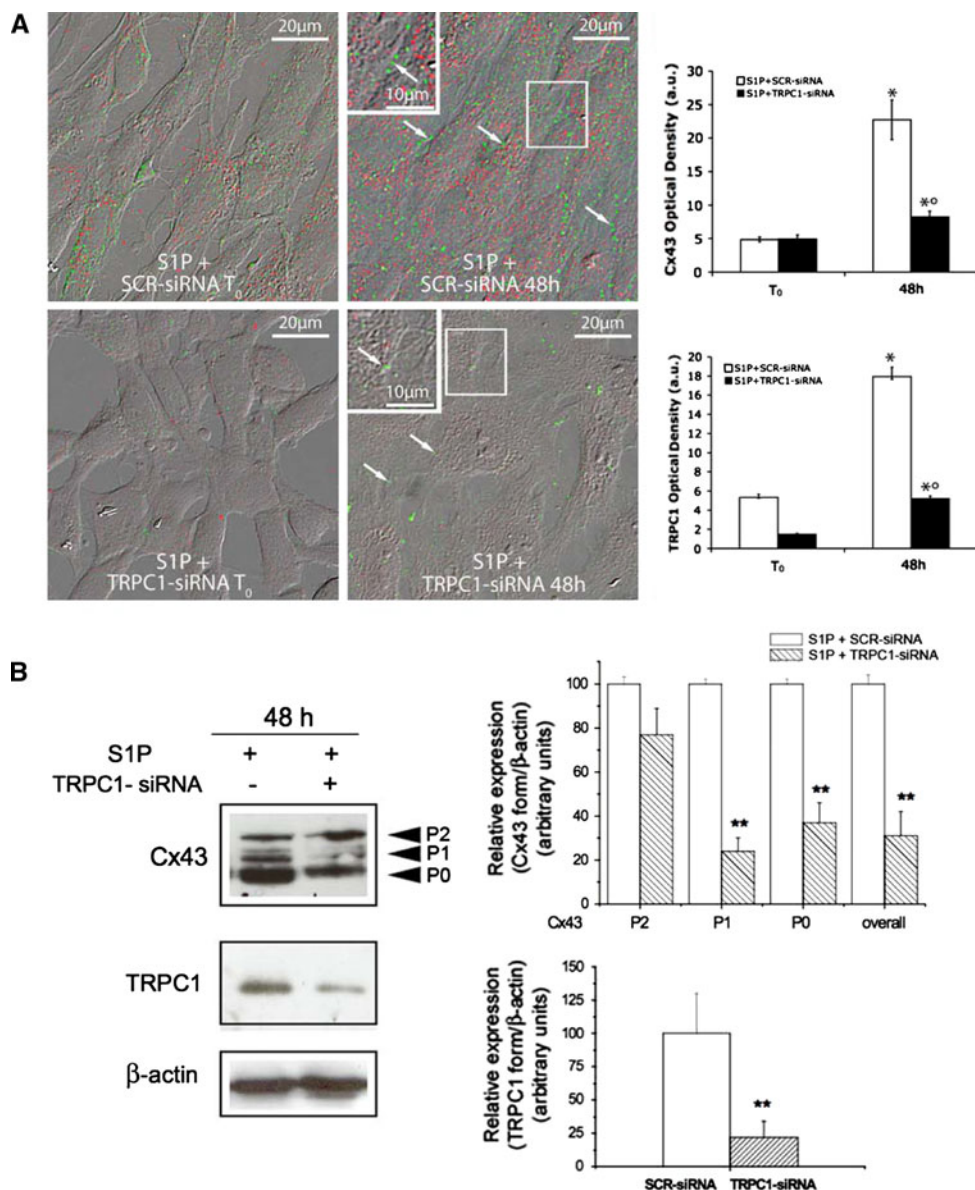 A
20µm
S1P +
SCR-siRNA T0
20µm
10µm
S1P +
SCR-siRNA 48h
20µm
S1P +
TRPC1-siRNA T0
20µm
10µm
S1P +
TRPC1-siRNA 48h
Cx43 Optical Density (a.u.)
30
25
20
15
10
5
0
S1P+SCR-siRNA
S1P+TRPC1-siRNA
*
*°
T0
48h
TRPC1 Optical Density (a.u.)
20
18
16
14
12
10
8
6
4
2
0
S1P+SCR-siRNA
S1P+TRPC1-siRNA
*
*°
T0
48h
B
48 h
S1P + +
TRPC1- siRNA - +
Cx43
P2
P1
P0
TRPC1
β-actin
S1P + SCR-siRNA
S1P + TRPC1-siRNA
Relative expression
(Cx43 form/β-actin)
(arbitrary units)
100
80
60
40
20
0
**
**
**
Cx43 P2 P1 P0 overall
Relative expression
(TRPC1 form/β-actin)
(arbitrary units)
150
125
100
75
50
25
0
**
SCR-siRNA TRPC1-siRNA